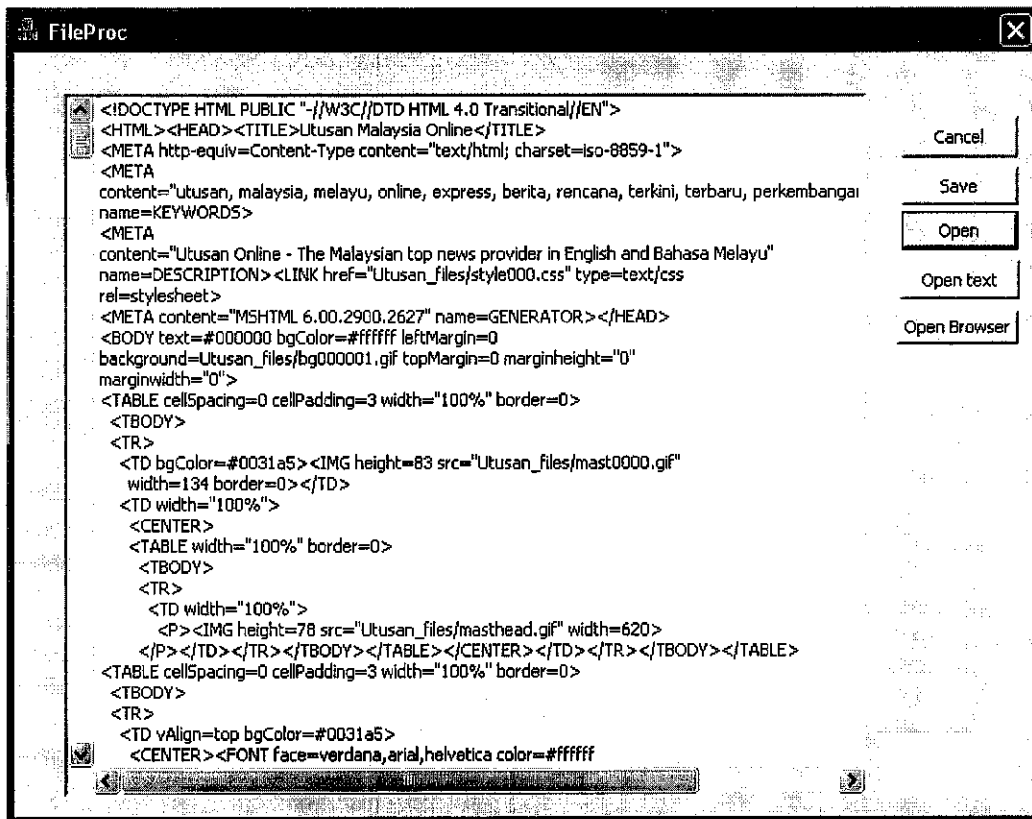 FileProc
<!DOCTYPE HTML PUBLIC "-//W3C//DTD HTML 4.0 Transitional//EN">
<HTML><HEAD><TITLE>Utusan Malaysia Online</TITLE>
<META http-equiv=Content-Type content="text/html; charset=iso-8859-1">
<META
content="utusan, malaysia, melayu, online, express, berita, rencana, terkini, terbaru, perkembangan
name=KEYWORDS>
<META
content="Utusan Online - The Malaysian top news provider in English and Bahasa Melayu"
name=DESCRIPTION><LINK href="Utusan_files/style000.css" type=text/css
rel=stylesheet>
<META content="MSHTML 6.00.2900.2627" name=GENERATOR></HEAD>
<BODY text=#000000 bgColor=#ffffff leftMargin=0
background=Utusan_files/bg000001.gif topMargin=0 marginheight="0"
marginwidth="0">
<TABLE cellSpacing=0 cellPadding=3 width="100%" border=0>
<TBODY>
<TR>
<TD bgColor=#0031a5><IMG height=83 src="Utusan_files/mast0000.gif"
width=134 border=0></TD>
<TD width="100%">
<CENTER>
<TABLE width="100%" border=0>
<TBODY>
<TR>
<TD width="100%">
<P><IMG height=78 src="Utusan_files/masthead.gif" width=620>
</P></TD></TR></TBODY></TABLE></CENTER></TD></TR></TBODY></TABLE>
<TABLE cellSpacing=0 cellPadding=3 width="100%" border=0>
<TBODY>
<TR>
<TD vAlign=top bgColor=#0031a5>
<CENTER><FONT face=verdana,arial,helvetica color=#ffffff
Cancel
Save
Open
Open text
Open Browser